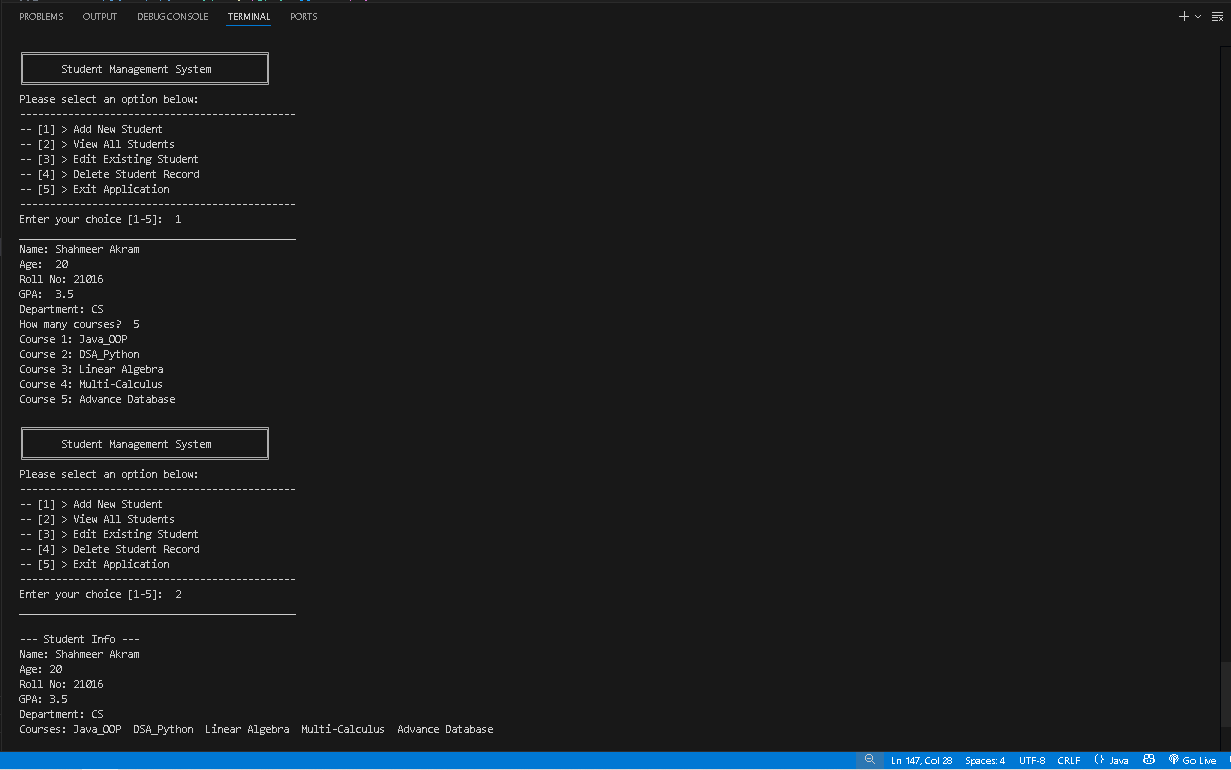 PROBLEMS OUTPUT DEBUG CONSOLE TERMINAL PORTS
Student Management System
Please select an option below:
----------------------------------------------
-- [1] > Add New Student
-- [2] > View All Students
-- [3] > Edit Existing Student
-- [4] > Delete Student Record
-- [5] > Exit Application
----------------------------------------------
Enter your choice [1-5]:  1
______________________________________________
Name: Shahmeer Akram
Age:  20
Roll No: 21016
GPA:  3.5
Department: CS
How many courses?  5
Course 1: Java_OOP
Course 2: DSA_Python
Course 3: Linear Algebra
Course 4: Multi-Calculus
Course 5: Advance Database
Student Management System
Please select an option below:
----------------------------------------------
-- [1] > Add New Student
-- [2] > View All Students
-- [3] > Edit Existing Student
-- [4] > Delete Student Record
-- [5] > Exit Application
----------------------------------------------
Enter your choice [1-5]:  2
______________________________________________
--- Student Info ---
Name: Shahmeer Akram
Age: 20
Roll No: 21016
GPA: 3.5
Department: CS
Courses: Java_OOP  DSA_Python  Linear Algebra  Multi-Calculus  Advance Database
Ln 147, Col 28 Spaces: 4 UTF-8 CRLF {} Java Go Live